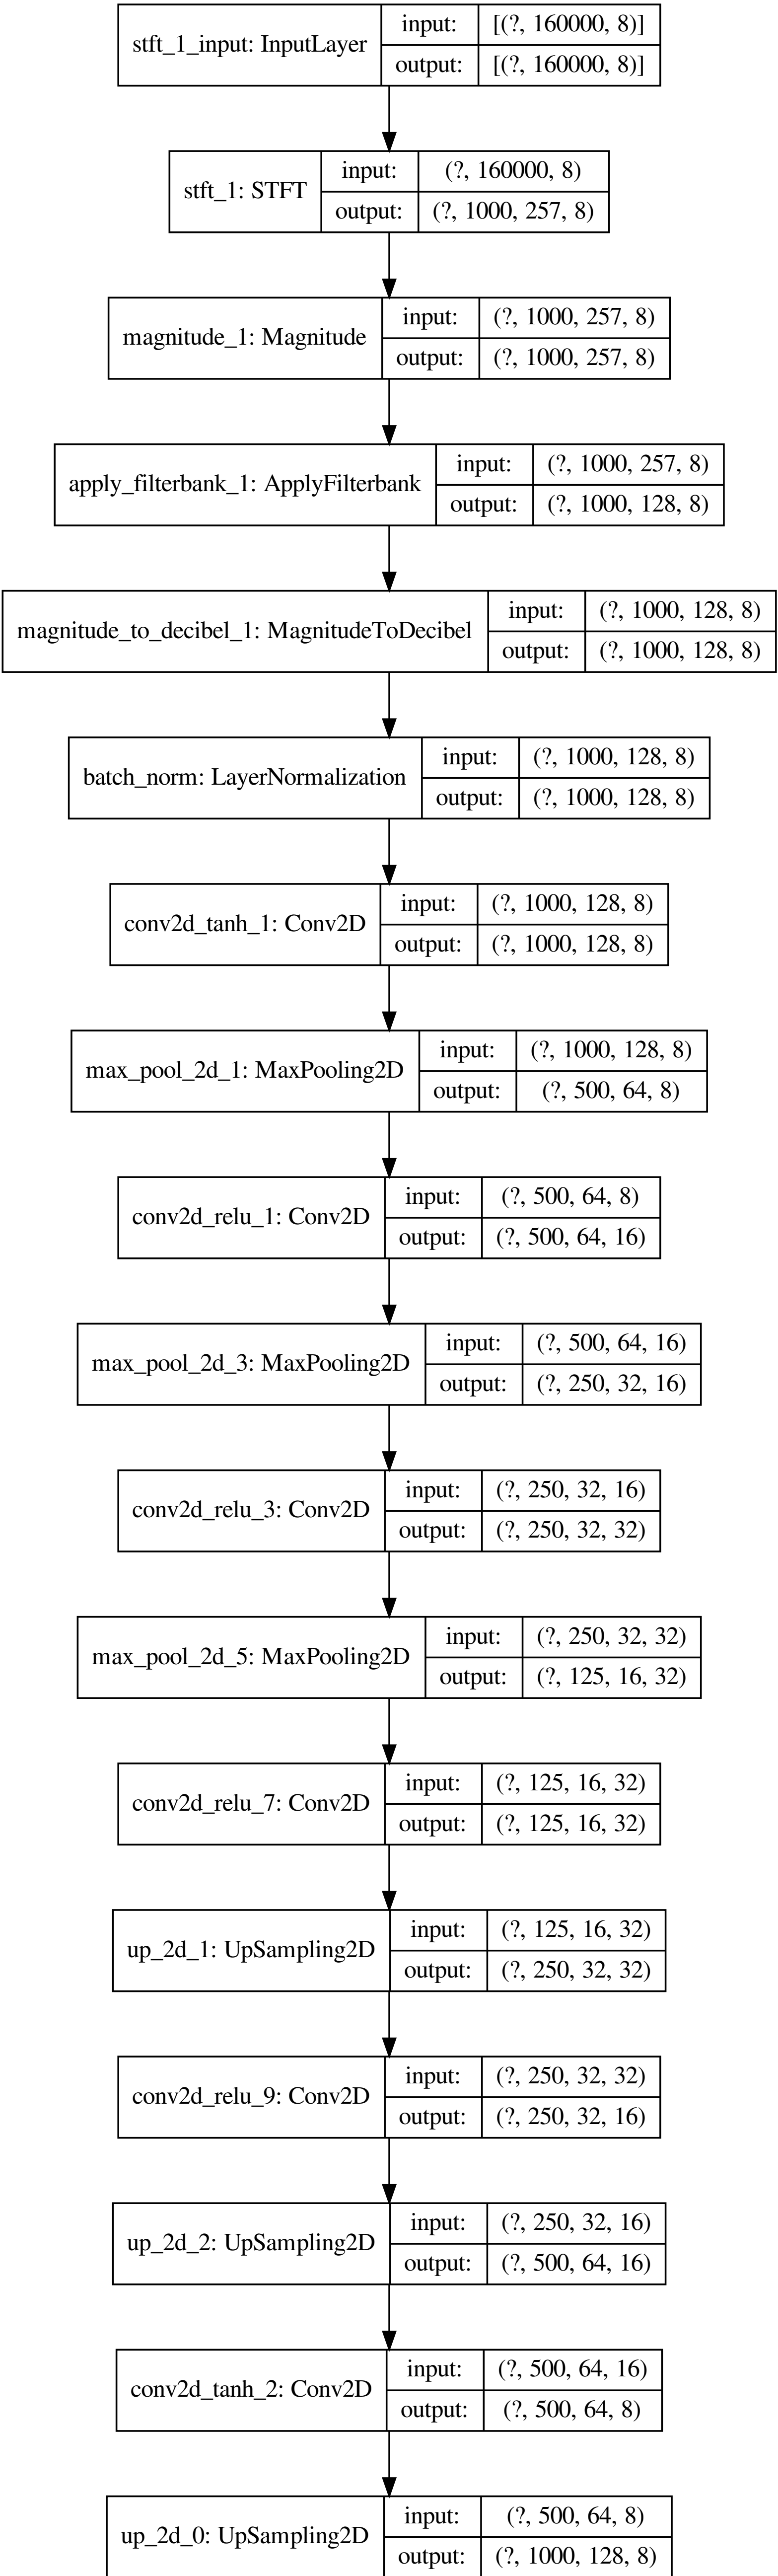 stft_1_input: InputLayer
input:
[(?, 160000, 8)]
output:
[(?, 160000, 8)]
stft_1: STFT
input:
(?, 160000, 8)
output:
(?, 1000, 257, 8)
magnitude_1: Magnitude
input:
(?, 1000, 257, 8)
output:
(?, 1000, 257, 8)
apply_filterbank_1: ApplyFilterbank
input:
(?, 1000, 257, 8)
output:
(?, 1000, 128, 8)
magnitude_to_decibel_1: MagnitudeToDecibel
input:
(?, 1000, 128, 8)
output:
(?, 1000, 128, 8)
batch_norm: LayerNormalization
input:
(?, 1000, 128, 8)
output:
(?, 1000, 128, 8)
conv2d_tanh_1: Conv2D
input:
(?, 1000, 128, 8)
output:
(?, 1000, 128, 8)
max_pool_2d_1: MaxPooling2D
input:
(?, 1000, 128, 8)
output:
(?, 500, 64, 8)
conv2d_relu_1: Conv2D
input:
(?, 500, 64, 8)
output:
(?, 500, 64, 16)
max_pool_2d_3: MaxPooling2D
input:
(?, 500, 64, 16)
output:
(?, 250, 32, 16)
conv2d_relu_3: Conv2D
input:
(?, 250, 32, 16)
output:
(?, 250, 32, 32)
max_pool_2d_5: MaxPooling2D
input:
(?, 250, 32, 32)
output:
(?, 125, 16, 32)
conv2d_relu_7: Conv2D
input:
(?, 125, 16, 32)
output:
(?, 125, 16, 32)
up_2d_1: UpSampling2D
input:
(?, 125, 16, 32)
output:
(?, 250, 32, 32)
conv2d_relu_9: Conv2D
input:
(?, 250, 32, 32)
output:
(?, 250, 32, 16)
up_2d_2: UpSampling2D
input:
(?, 250, 32, 16)
output:
(?, 500, 64, 16)
conv2d_tanh_2: Conv2D
input:
(?, 500, 64, 16)
output:
(?, 500, 64, 8)
up_2d_0: UpSampling2D
input:
(?, 500, 64, 8)
output:
(?, 1000, 128, 8)